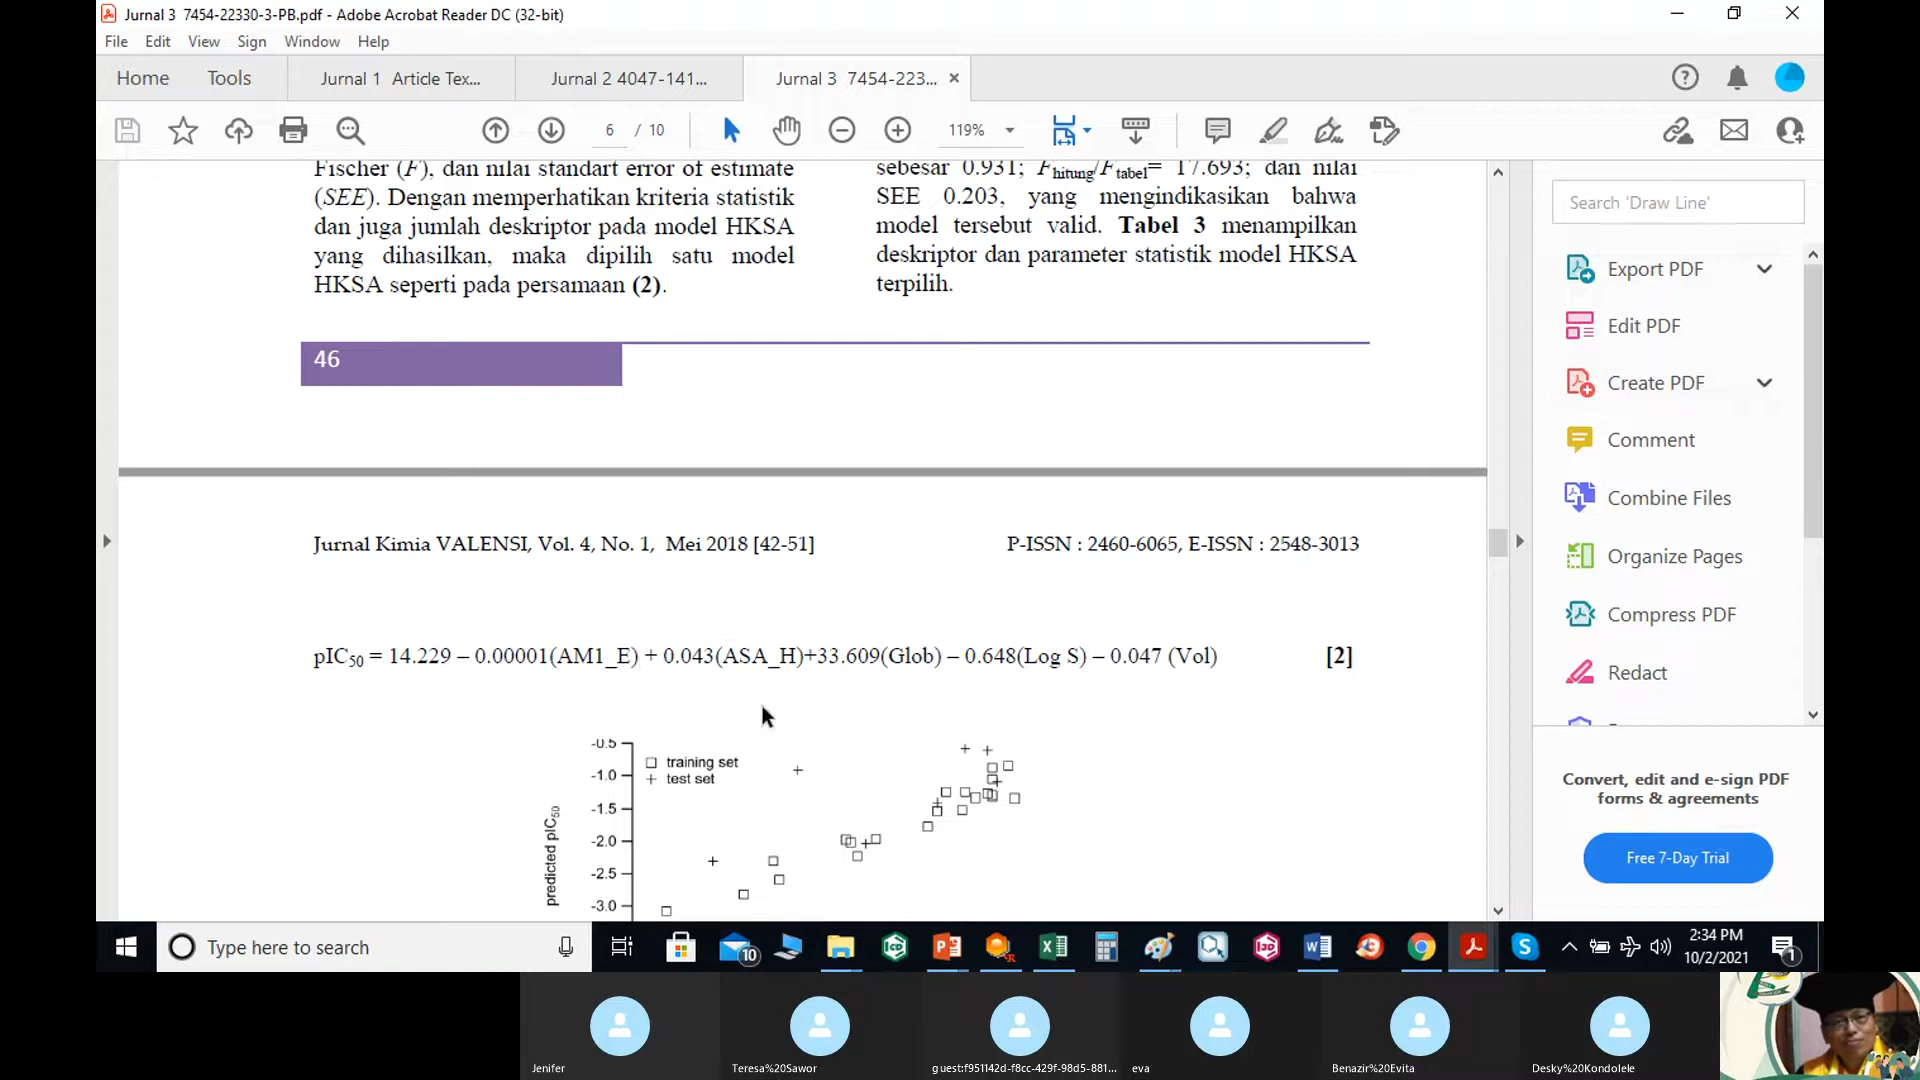 Jurnal 3 7454-22330-3-PB.pdf - Adobe Acrobat Reader DC (32-bit)
File Edit View Sign Window Help
Home Tools Jurnal 1 Article Tex... Jurnal 2 4047-141... Jurnal 3 7454-223...
6 / 10 119%
Fischer (F), dan nilai standart error of estimate
(SEE). Dengan memperhatikan kriteria statistik
dan juga jumlah deskriptor pada model HKSA
yang dihasilkan, maka dipilih satu model
HKSA seperti pada persamaan (2).
sebesar 0.931; Fhitung/Ftabel= 17.693; dan nilai
SEE 0.203, yang mengindikasikan bahwa
model tersebut valid. Tabel 3 menampilkan
deskriptor dan parameter statistik model HKSA
terpilih.
46
Jurnal Kimia VALENSI, Vol. 4, No. 1, Mei 2018 [42-51]
P-ISSN : 2460-6065, E-ISSN : 2548-3013
pIC50 = 14.229 – 0.00001(AM1_E) + 0.043(ASA_H)+33.609(Glob) – 0.648(Log S) – 0.047 (Vol) [2]
predicted pIC50
-0.5
-1.0
-1.5
-2.0
-2.5
-3.0
training set
test set
Search 'Draw Line'
Export PDF
Edit PDF
Create PDF
Comment
Combine Files
Organize Pages
Compress PDF
Redact
Convert, edit and e-sign PDF
forms & agreements
Free 7-Day Trial
Type here to search
10
2:34 PM
10/2/2021
1
Jenifer
Teresa%20Sawor
guest:f951142d-f8cc-429f-98d5-881...
eva
Benazir%20Evita
Desky%20Kondolele